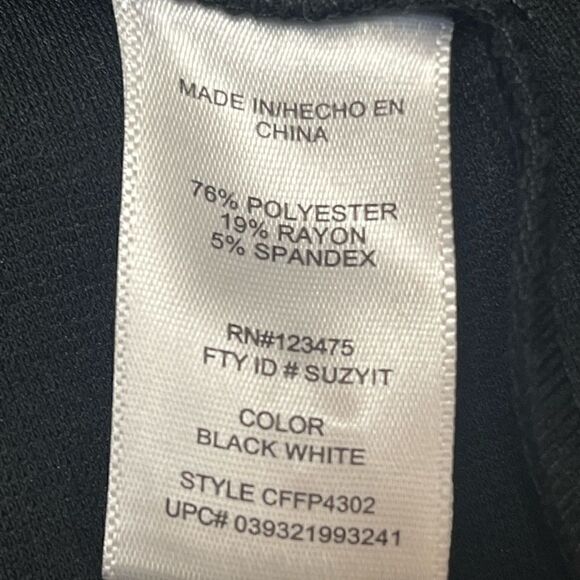 MADE IN/HECHO EN
CHINA
76% POLYESTER
19% RAYON
5% SPANDEX
RN#123475
FTY ID # SUZYIT
COLOR
BLACK WHITE
STYLE CFFP4302
UPC# 039321993241